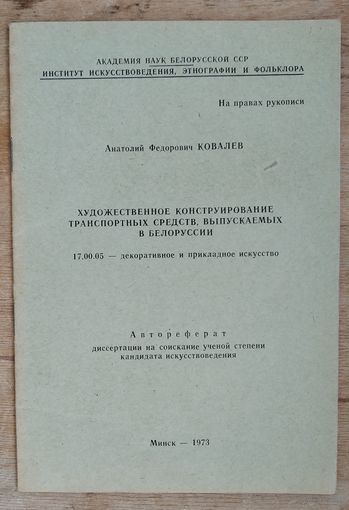 АКАДЕМИЯ НАУК БЕЛОРУССКОЙ ССР
ИНСТИТУТ ИСКУССТВОВЕДЕНИЯ, ЭТНОГРАФИИ И ФОЛЬКЛОРА
На правах рукописи
Анатолий Федорович КОВАЛЕВ
ХУДОЖЕСТВЕННОЕ КОНСТРУИРОВАНИЕ
ТРАНСПОРТНЫХ СРЕДСТВ, ВЫПУСКАЕМЫХ
В БЕЛОРУССИИ
17.00.05 — декоративное и прикладное искусство
Автореферат
диссертации на соискание ученой степени
кандидата искусствоведения
Минск — 1973